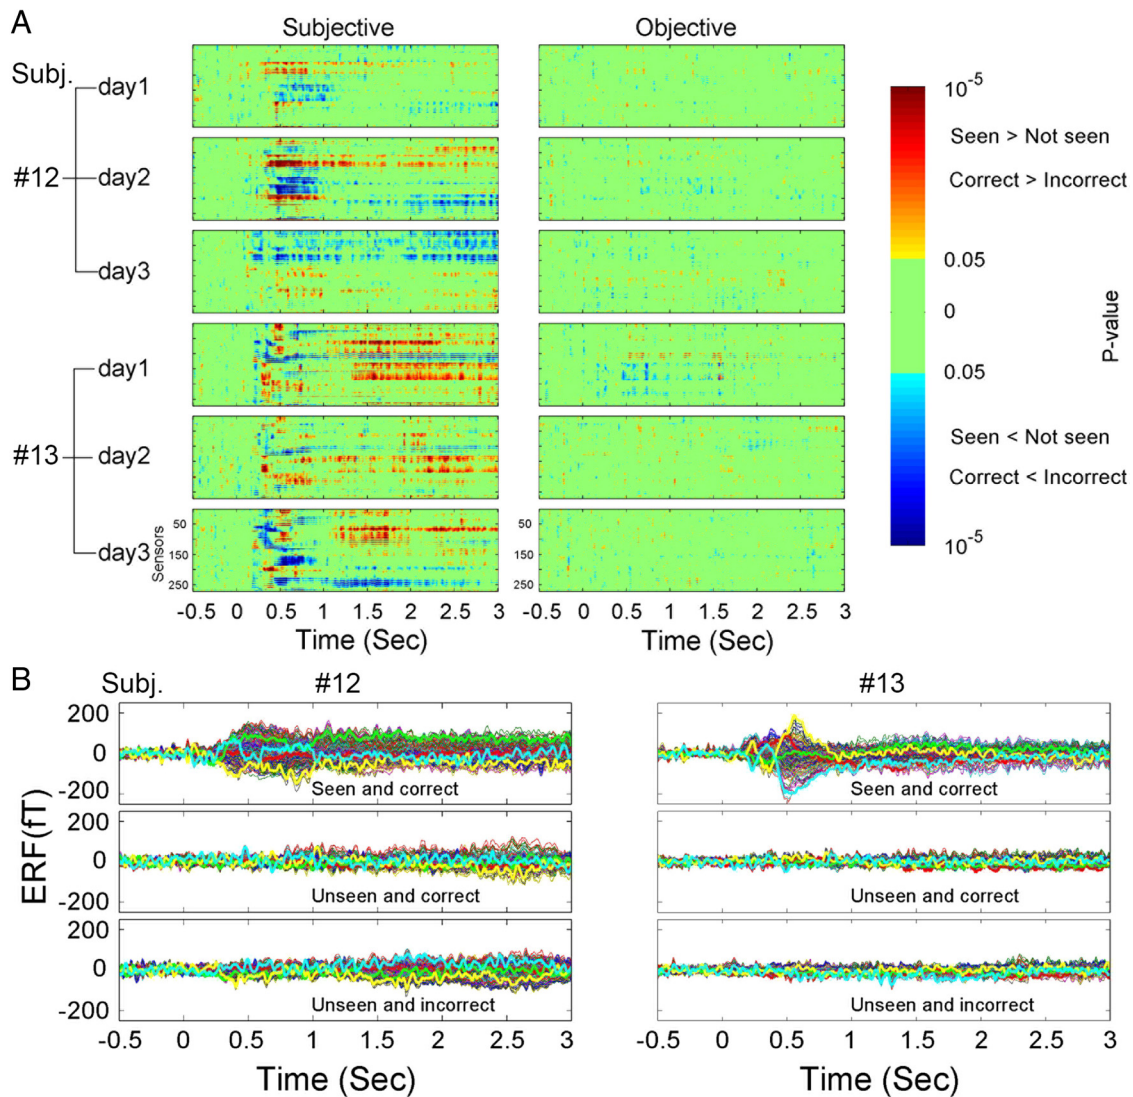 A
Subjective Objective
Subj.
day1
#12 day2
day3
day1
#13 day2
day3
Sensors
50
150
250
50
150
250
-0.5 0 0.5 1 1.5 2 2.5 3
-0.5 0 0.5 1 1.5 2 2.5 3
Time (Sec) Time (Sec)
10-5
Seen > Not seen
Correct > Incorrect
0.05
0
0.05
Seen < Not seen
Correct < Incorrect
10-5
P-value
B
Subj. #12 #13
ERF(fT)
200
0
-200
Seen and correct Seen and correct
200
0
-200
Unseen and correct Unseen and correct
200
0
-200
Unseen and incorrect Unseen and incorrect
-0.5 0 0.5 1 1.5 2 2.5 3
-0.5 0 0.5 1 1.5 2 2.5 3
Time (Sec) Time (Sec)